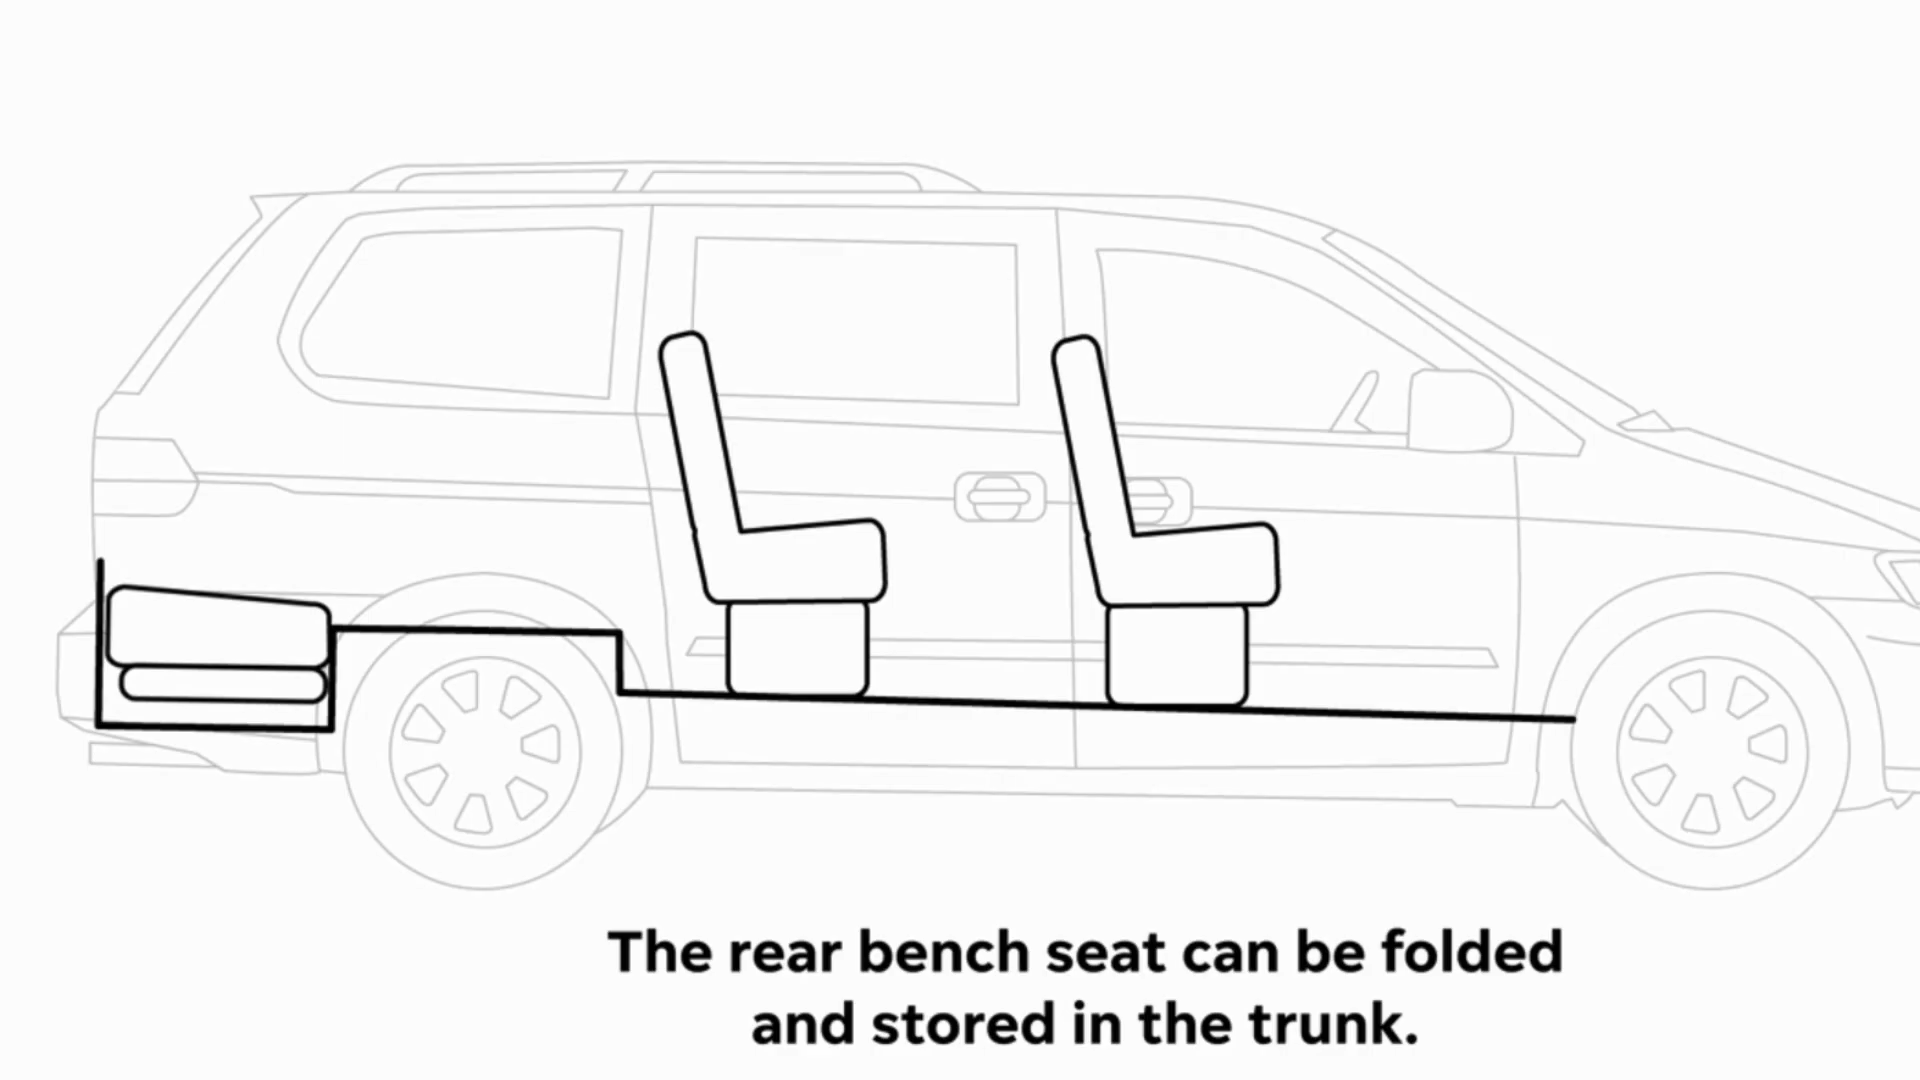 The rear bench seat can be folded
and stored in the trunk.